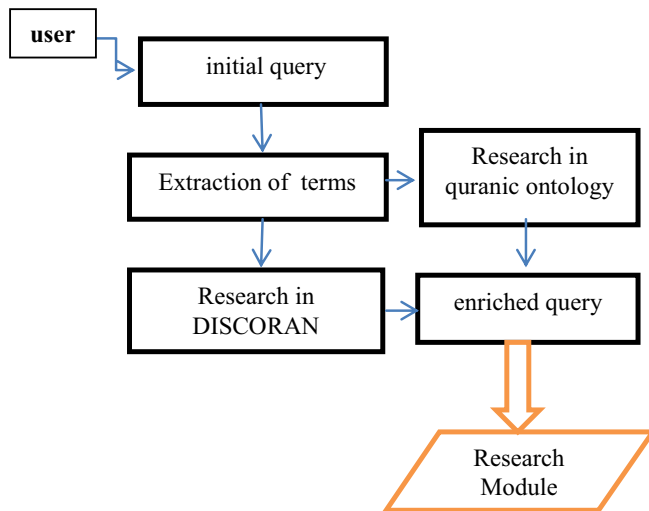 user
initial query
Extraction of terms
Research in
quranic ontology
Research in
DISCORAN
enriched query
Research
Module